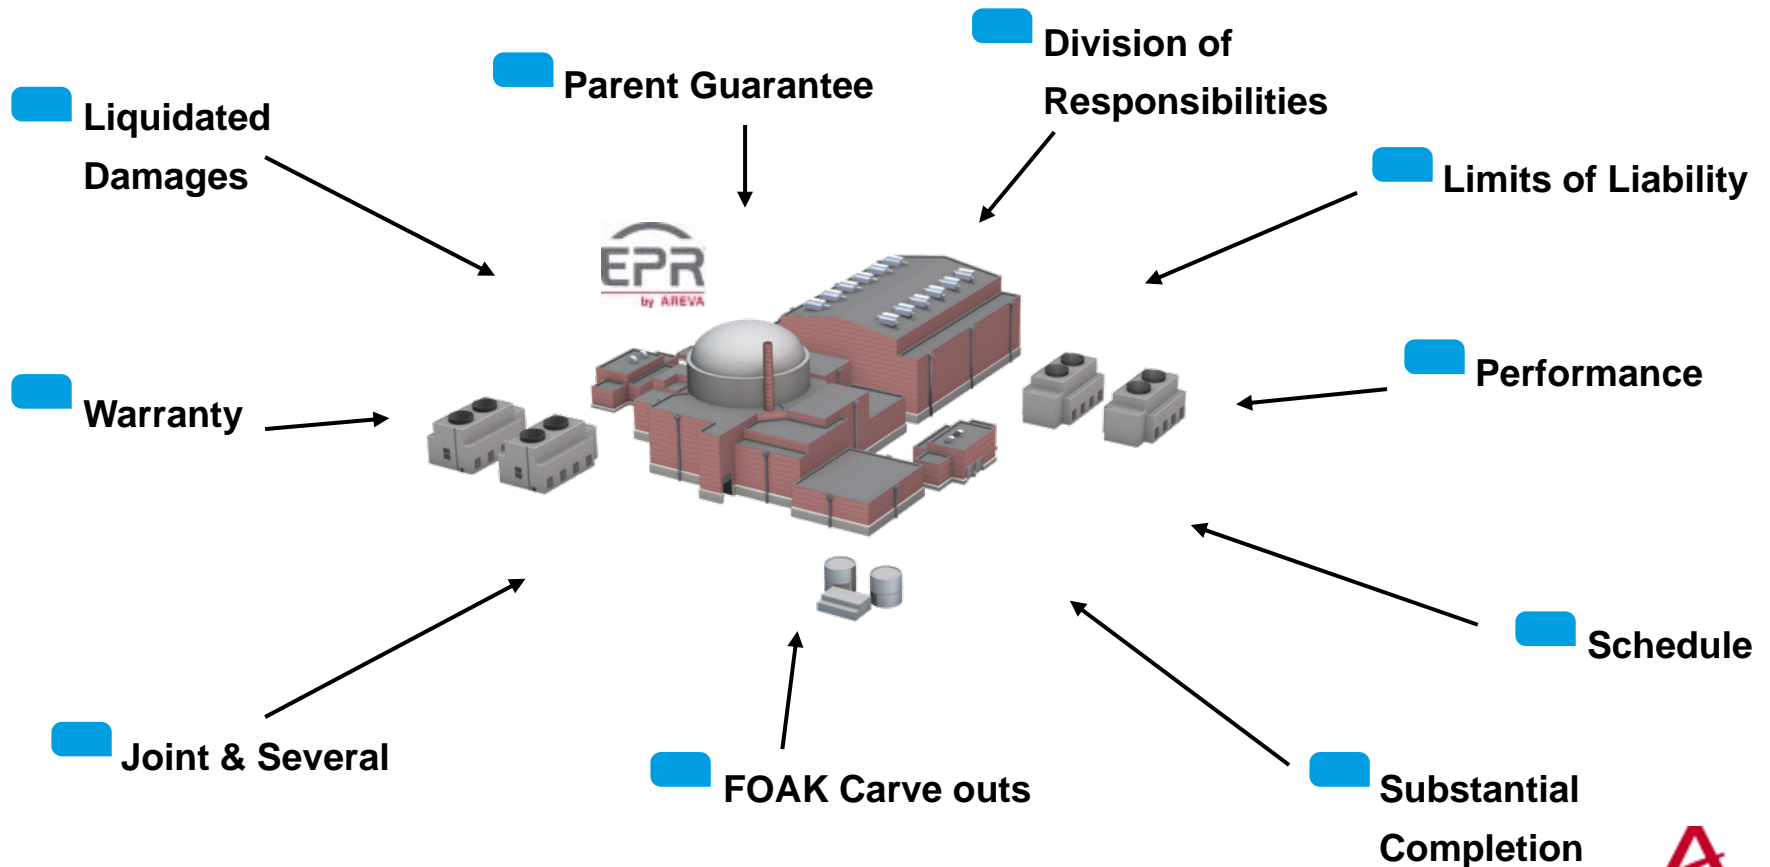 Division of
Responsibilities
Parent Guarantee
Liquidated
Damages
Limits of Liability
EPR
by AREVA
Performance
Warranty
Schedule
Joint & Several
FOAK Carve outs
Substantial
Completion